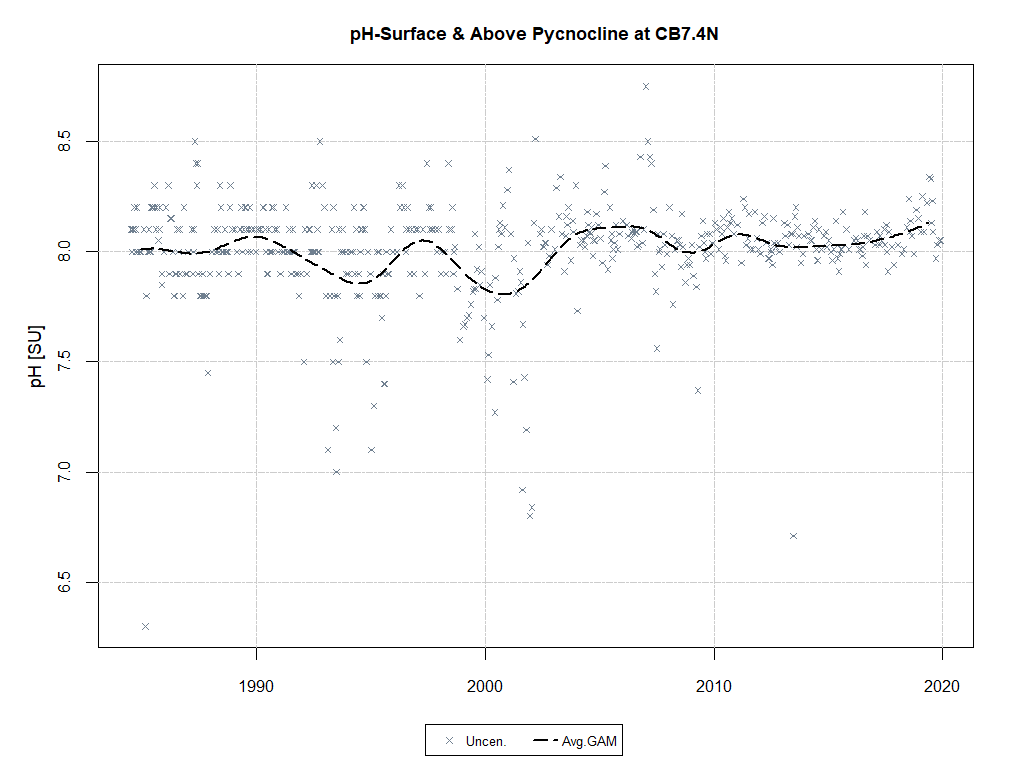 pH-Surface & Above Pycnocline at CB7.4N
pH [SU]
8.5
8.0
7.5
7.0
6.5
1990
2000
2010
2020
Uncen.
Avg.GAM